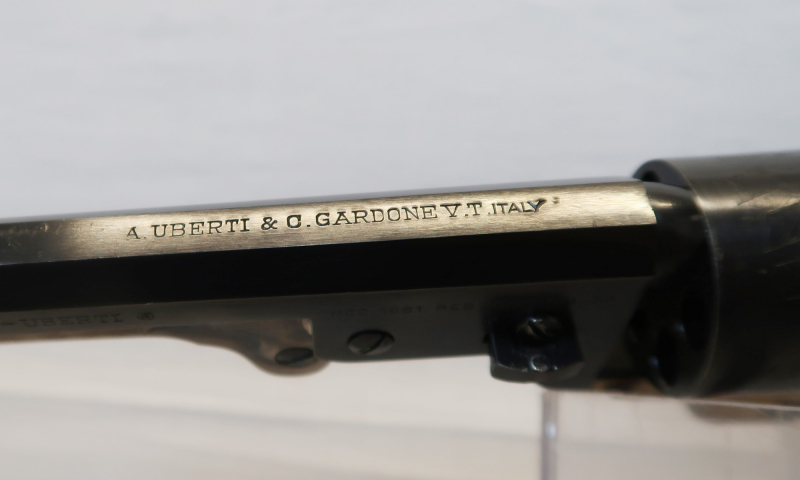 A. UBERTI & C. GARDONE V.T. ITALY
-UBERTI